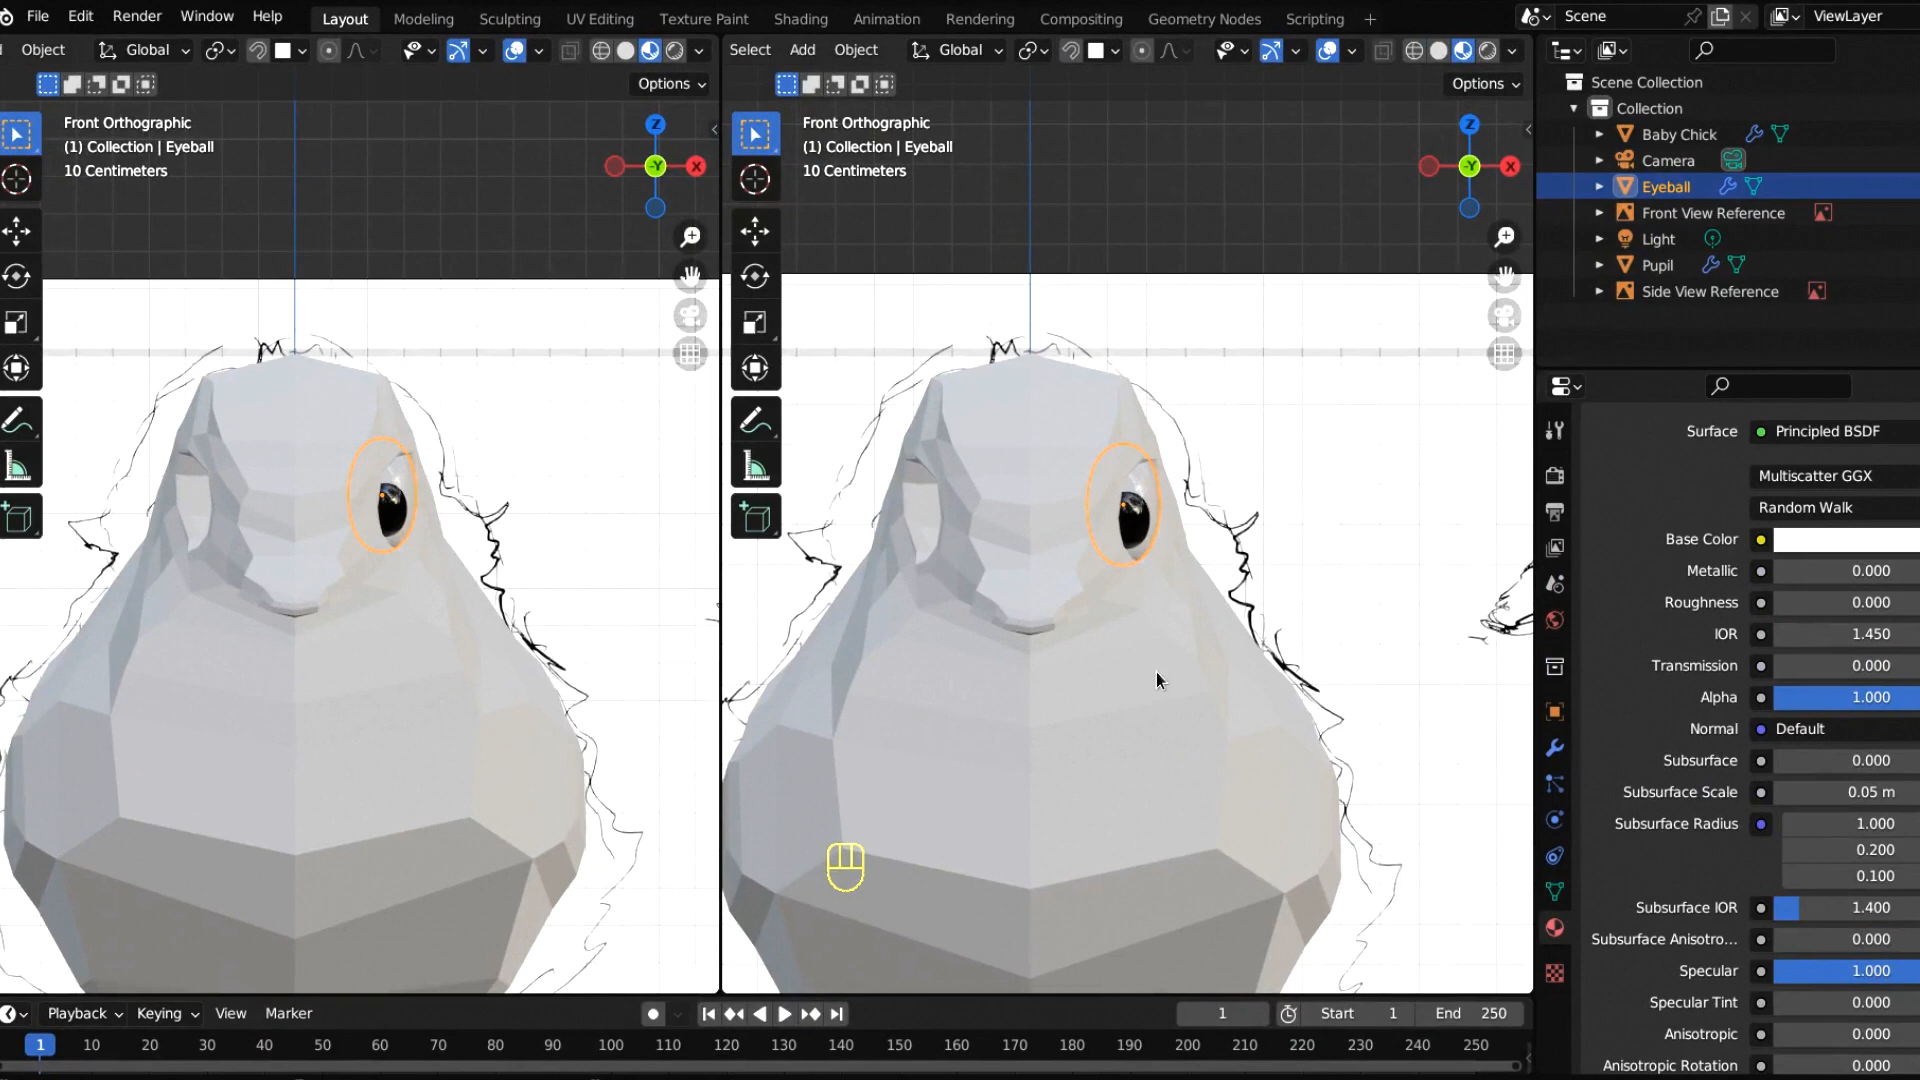 File Edit Render Window Help Layout Modeling Sculpting UV Editing Texture Paint Shading Animation Rendering Compositing Geometry Nodes Scripting + Scene ViewLayer
Object Global Select Add Object Global
Options Options
Front Orthographic
(1) Collection | Eyeball
10 Centimeters
Z
-Y
X
Front Orthographic
(1) Collection | Eyeball
10 Centimeters
Z
-Y
X
Scene Collection
Collection
Baby Chick
Camera
Eyeball
Front View Reference
Light
Pupil
Side View Reference
Surface Principled BSDF
Multiscatter GGX
Random Walk
Base Color
Metallic 0.000
Roughness 0.000
IOR 1.450
Transmission 0.000
Alpha 1.000
Normal Default
Subsurface 0.000
Subsurface Scale 0.05 m
Subsurface Radius 1.000
0.200
0.100
Subsurface IOR 1.400
Subsurface Anisotro... 0.000
Specular 1.000
Specular Tint 0.000
Anisotropic 0.000
Anisotropic Rotation 0.000
Playback Keying View Marker 1 Start 1 End 250
1 10 20 30 40 50 60 70 80 90 100 110 120 130 140 150 160 170 180 190 200 210 220 230 240 250